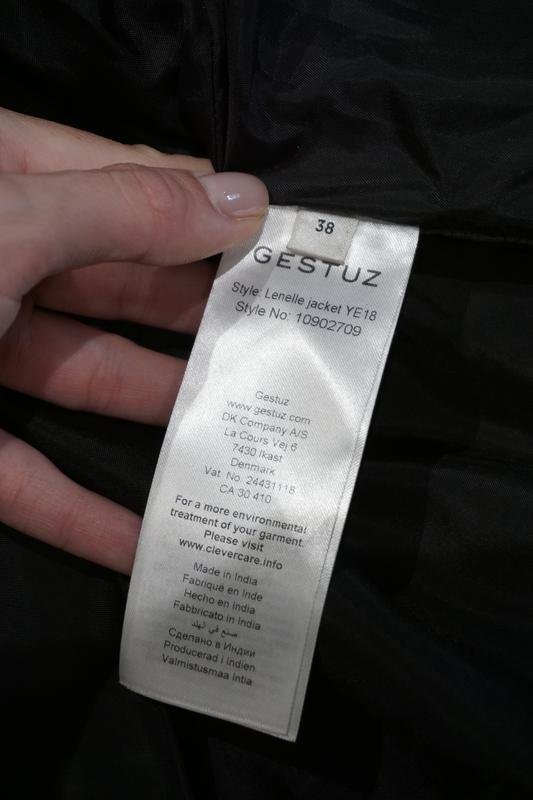 38
GESTUZ
Style: Lenelle jacket YE18
Style No: 10902709
Gestuz
www.gestuz.com
DK Company A/S
La Cours Vej 6
7430 Ikast
Denmark
Vat. No. 24431118
CA 30 410
For a more environmental
treatment of your garment.
Please visit
www.clevercare.info
Made in India
Fabriqué en Inde
Hecho en India
Fabbricato in India
صنع في الهند
Сделано в Индии
Producerad i Indien
Valmistusmaa Intia